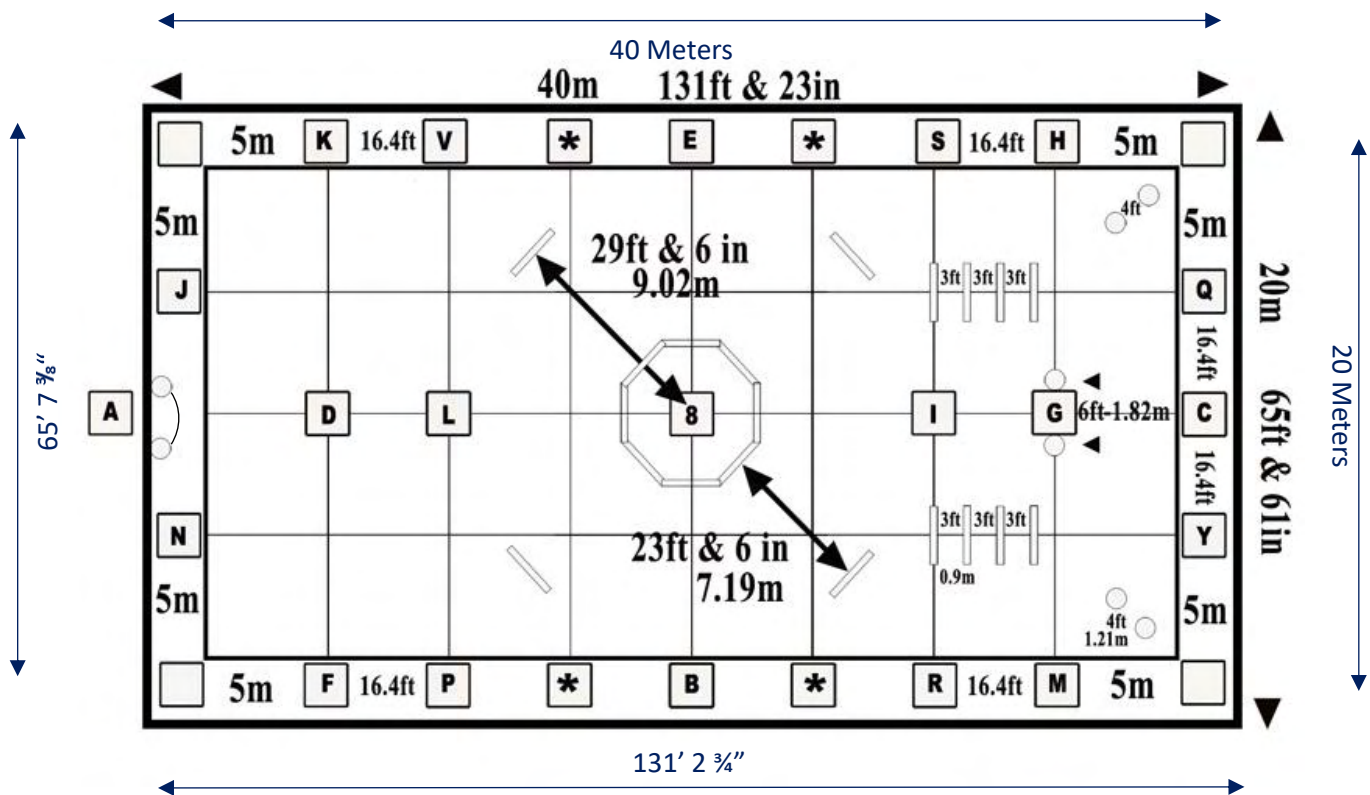 40 Meters
40m 131ft & 23in
5m K 16.4ft V * E * S 16.4ft H 5m
5m 4ft 5m
29ft & 6 in
9.02m
J 3ft 3ft 3ft Q
20m
16.4ft
65' 7 ⅜"
A D L 8 I G 6ft-1.82m C
20 Meters
65ft & 61in
16.4ft
N 3ft 3ft 3ft Y
23ft & 6 in
7.19m
0.9m
5m 4ft 5m
1.21m
5m F 16.4ft P * B * R 16.4ft M 5m
131' 2 ¾"